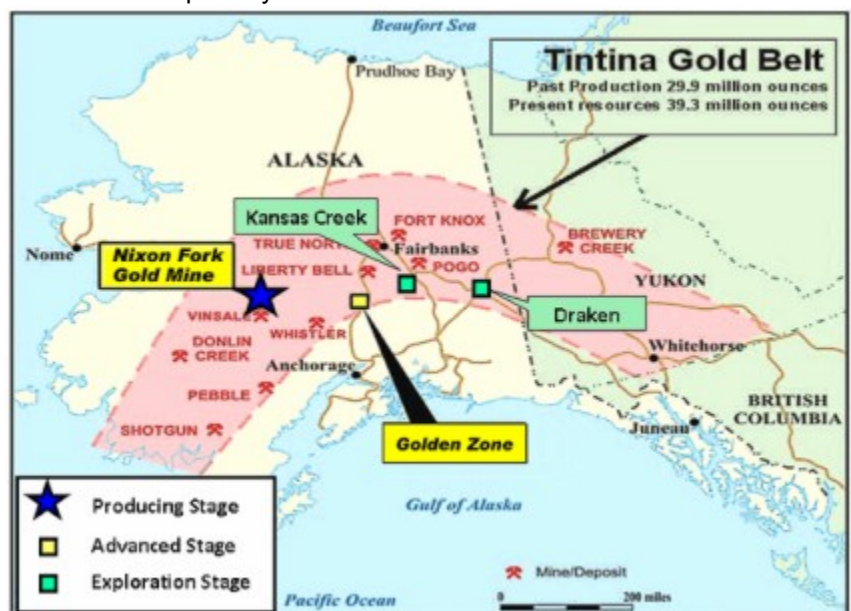 Beaufort Sea
Tintina Gold Belt
Past Production 29.9 million ounces
Present resources 39.3 million ounces
Prudhoe Bay
ALASKA
Kansas Creek
FORT KNOX
TRUE NORT
Fairbanks
BREWERY
CREEK
Nome
Nixon Fork
Gold Mine
LIBERTY BELL
POGO
YUKON
VINSALE
WHISTLER
Draken
DONLIN
CREEK
Whitehorse
Anchorage
PEBBLE
BRITISH
COLUMBIA
SHOTGUN
Juneau
Golden Zone
Producing Stage
Gulf of Alaska
Advanced Stage
Exploration Stage
Mine/Deposit
Pacific Ocean
0
200 miles